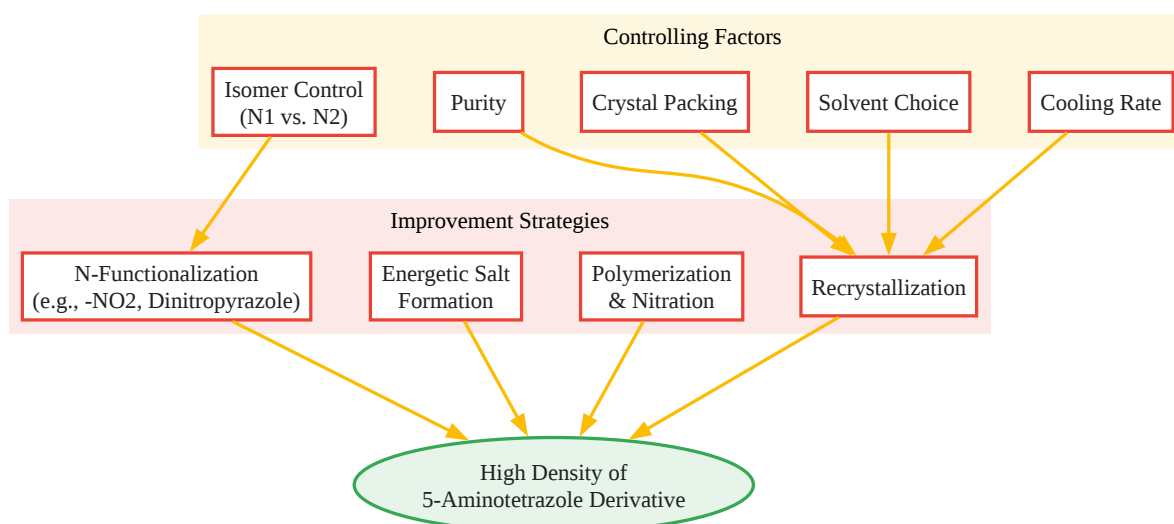 Controlling Factors
Isomer Control
(N1 vs. N2)
Purity
Crystal Packing
Solvent Choice
Cooling Rate
Improvement Strategies
N-Functionalization
(e.g., -NO2, Dinitropyrazole)
Energetic Salt
Formation
Polymerization
& Nitration
Recrystallization
High Density of
5-Aminotetrazole Derivative